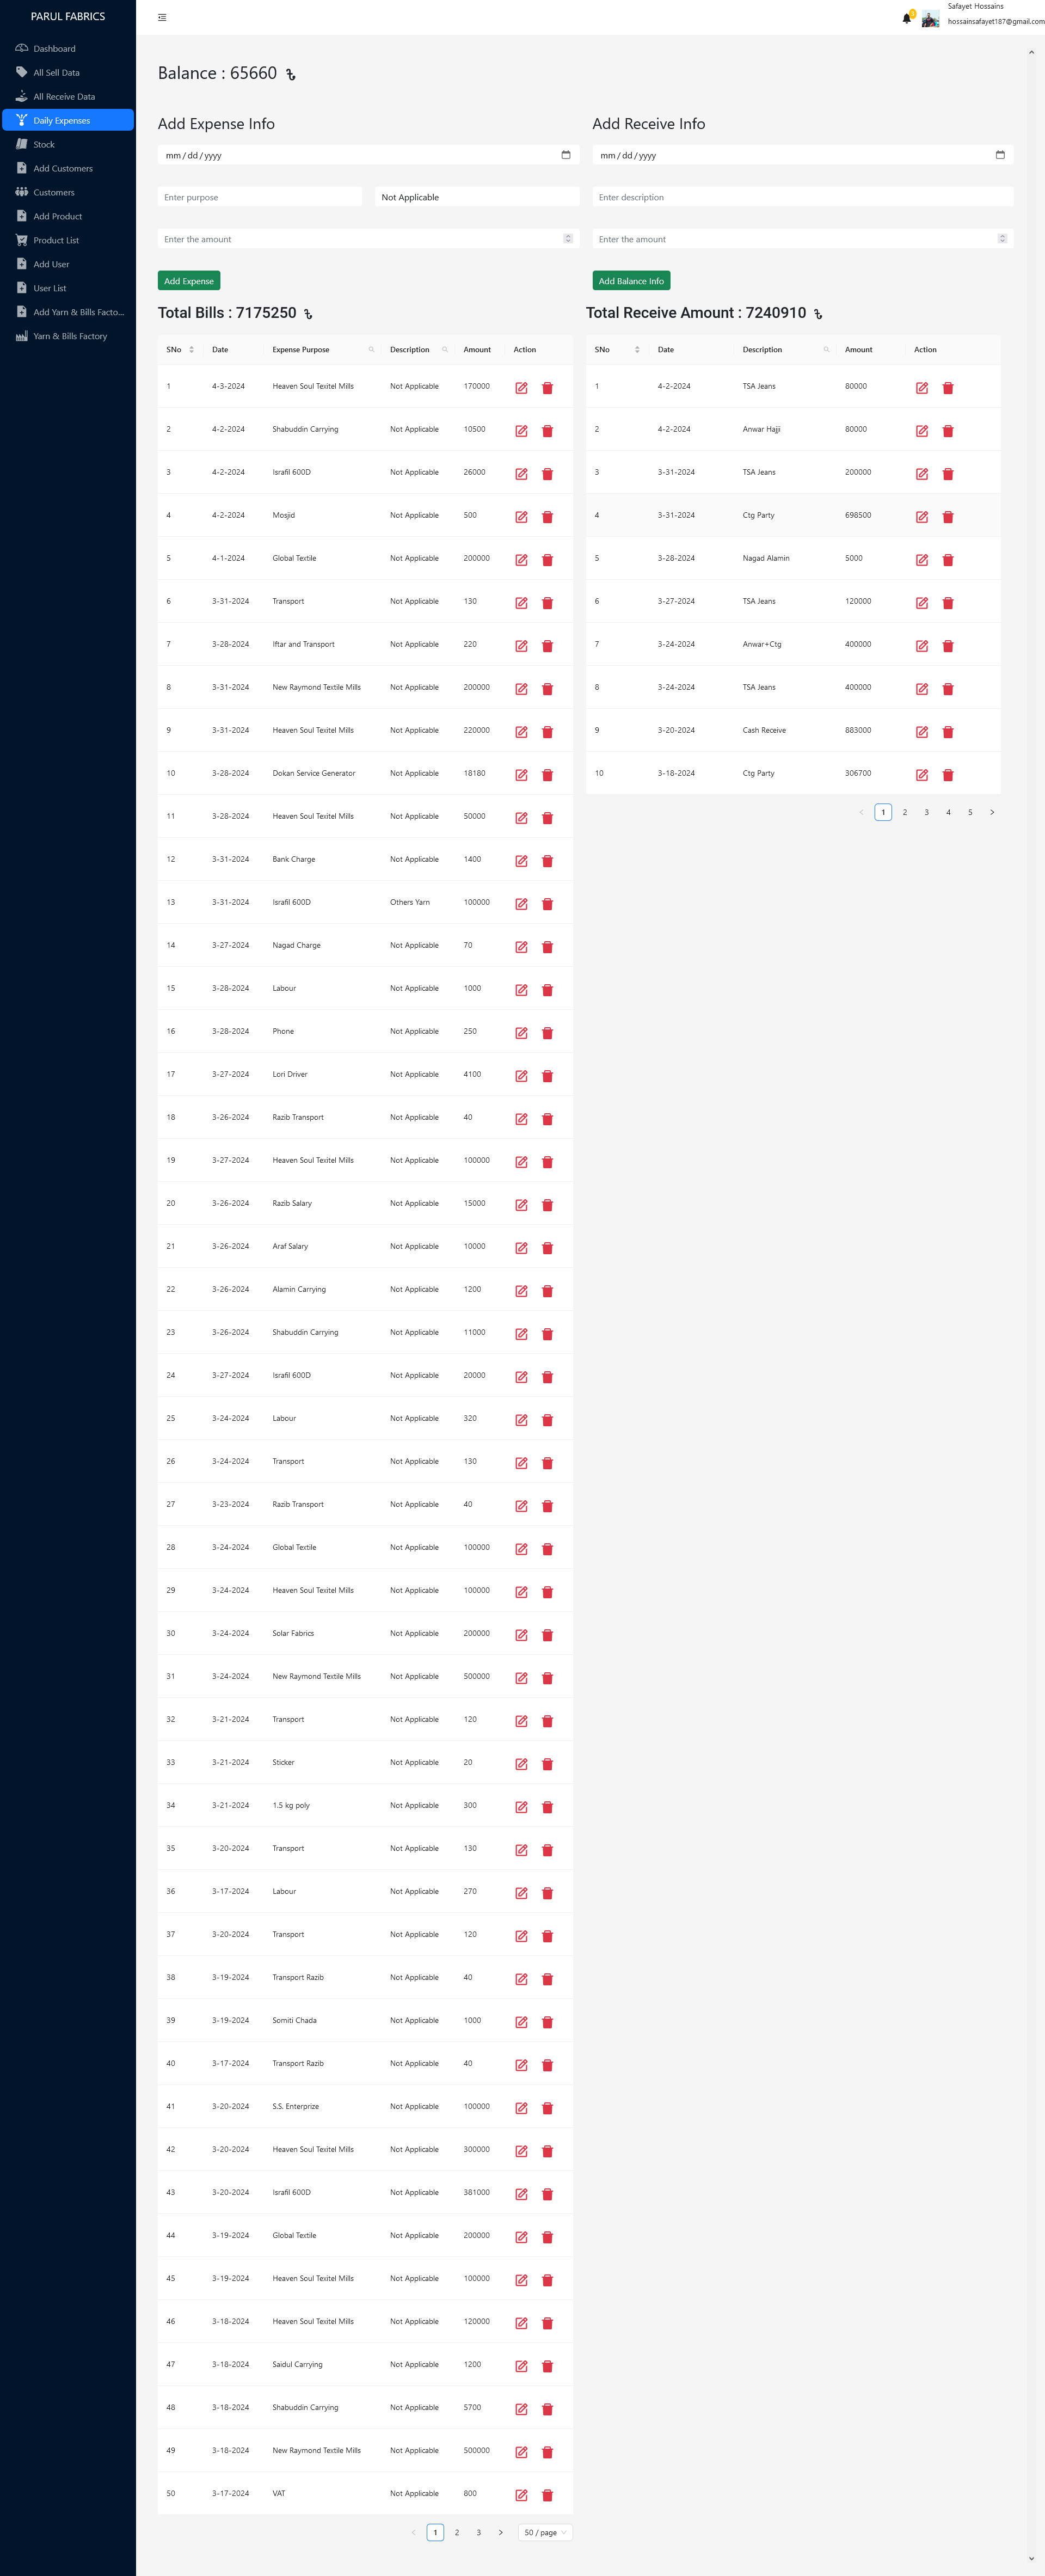 PARUL FABRICS
Dashboard
All Sell Data
All Receive Data
Daily Expenses
Stock
Add Customers
Customers
Add Product
Product List
Add User
User List
Add Yarn & Bills Facto...
Yarn & Bills Factory
Safayet Hossains
hossainsafayet187@gmail.com
Balance : 65660 ৳
Add Expense Info
mm/dd/yyyy
Enter purpose Not Applicable
Enter the amount
Add Expense
Add Receive Info
mm/dd/yyyy
Enter description
Enter the amount
Add Balance Info
Total Bills : 7175250 ৳
SNo Date Expense Purpose Description Amount Action
1 4-3-2024 Heaven Soul Texitel Mills Not Applicable 170000
2 4-2-2024 Shabuddin Carrying Not Applicable 10500
3 4-2-2024 Israfil 600D Not Applicable 26000
4 4-2-2024 Mosjid Not Applicable 500
5 4-1-2024 Global Textile Not Applicable 200000
6 3-31-2024 Transport Not Applicable 130
7 3-28-2024 Iftar and Transport Not Applicable 220
8 3-31-2024 New Raymond Textile Mills Not Applicable 200000
9 3-31-2024 Heaven Soul Texitel Mills Not Applicable 220000
10 3-28-2024 Dokan Service Generator Not Applicable 18180
11 3-28-2024 Heaven Soul Texitel Mills Not Applicable 50000
12 3-31-2024 Bank Charge Not Applicable 1400
13 3-31-2024 Israfil 600D Others Yarn 100000
14 3-27-2024 Nagad Charge Not Applicable 70
15 3-28-2024 Labour Not Applicable 1000
16 3-28-2024 Phone Not Applicable 250
17 3-27-2024 Lori Driver Not Applicable 4100
18 3-26-2024 Razib Transport Not Applicable 40
19 3-27-2024 Heaven Soul Texitel Mills Not Applicable 100000
20 3-26-2024 Razib Salary Not Applicable 15000
21 3-26-2024 Araf Salary Not Applicable 10000
22 3-26-2024 Alamin Carrying Not Applicable 1200
23 3-26-2024 Shabuddin Carrying Not Applicable 11000
24 3-27-2024 Israfil 600D Not Applicable 20000
25 3-24-2024 Labour Not Applicable 320
26 3-24-2024 Transport Not Applicable 130
27 3-23-2024 Razib Transport Not Applicable 40
28 3-24-2024 Global Textile Not Applicable 100000
29 3-24-2024 Heaven Soul Texitel Mills Not Applicable 100000
30 3-24-2024 Solar Fabrics Not Applicable 200000
31 3-24-2024 New Raymond Textile Mills Not Applicable 500000
32 3-21-2024 Transport Not Applicable 120
33 3-21-2024 Sticker Not Applicable 20
34 3-21-2024 1.5 kg poly Not Applicable 300
35 3-20-2024 Transport Not Applicable 130
36 3-17-2024 Labour Not Applicable 270
37 3-20-2024 Transport Not Applicable 120
38 3-19-2024 Transport Razib Not Applicable 40
39 3-19-2024 Somiti Chada Not Applicable 1000
40 3-17-2024 Transport Razib Not Applicable 40
41 3-20-2024 S.S. Enterprize Not Applicable 100000
42 3-20-2024 Heaven Soul Texitel Mills Not Applicable 300000
43 3-20-2024 Israfil 600D Not Applicable 381000
44 3-19-2024 Global Textile Not Applicable 200000
45 3-19-2024 Heaven Soul Texitel Mills Not Applicable 100000
46 3-18-2024 Heaven Soul Texitel Mills Not Applicable 120000
47 3-18-2024 Saidul Carrying Not Applicable 1200
48 3-18-2024 Shabuddin Carrying Not Applicable 5700
49 3-18-2024 New Raymond Textile Mills Not Applicable 500000
50 3-17-2024 VAT Not Applicable 800
1 2 3 50 / page
Total Receive Amount : 7240910 ৳
SNo Date Description Amount Action
1 4-2-2024 TSA Jeans 80000
2 4-2-2024 Anwar Hajji 80000
3 3-31-2024 TSA Jeans 200000
4 3-31-2024 Ctg Party 698500
5 3-28-2024 Nagad Alamin 5000
6 3-27-2024 TSA Jeans 120000
7 3-24-2024 Anwar+Ctg 400000
8 3-24-2024 TSA Jeans 400000
9 3-20-2024 Cash Receive 883000
10 3-18-2024 Ctg Party 306700
1 2 3 4 5